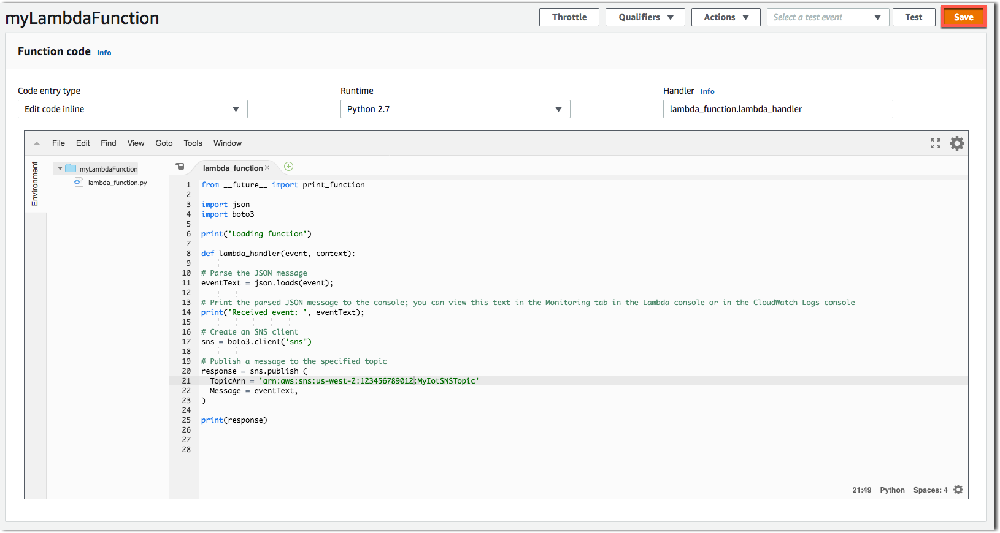 myLambdaFunction
Throttle
Qualifiers
Actions
Select a test event
Test
Save
Function code Info
Code entry type
Edit code inline
Runtime
Python 2.7
Handler Info
lambda_function.lambda_handler
File Edit Find View Goto Tools Window
Environment
myLambdaFunction
lambda_function.py
lambda_function
1 from __future__ import print_function
2
3 import json
4 import boto3
5
6 print('Loading function')
7
8 def lambda_handler(event, context):
9
10 # Parse the JSON message
11 eventText = json.loads(event);
12
13 # Print the parsed JSON message to the console; you can view this text in the Monitoring tab in the Lambda console or in the CloudWatch Logs console
14 print('Received event: ', eventText);
15
16 # Create an SNS client
17 sns = boto3.client('sns")
18
19 # Publish a message to the specified topic
20 response = sns.publish (
21   TopicArn = 'arn:aws:sns:us-west-2:123456789012:MyIotSNSTopic'
22   Message = eventText,
23 )
24
25 print(response)
26
27
28
21:49 Python Spaces: 4